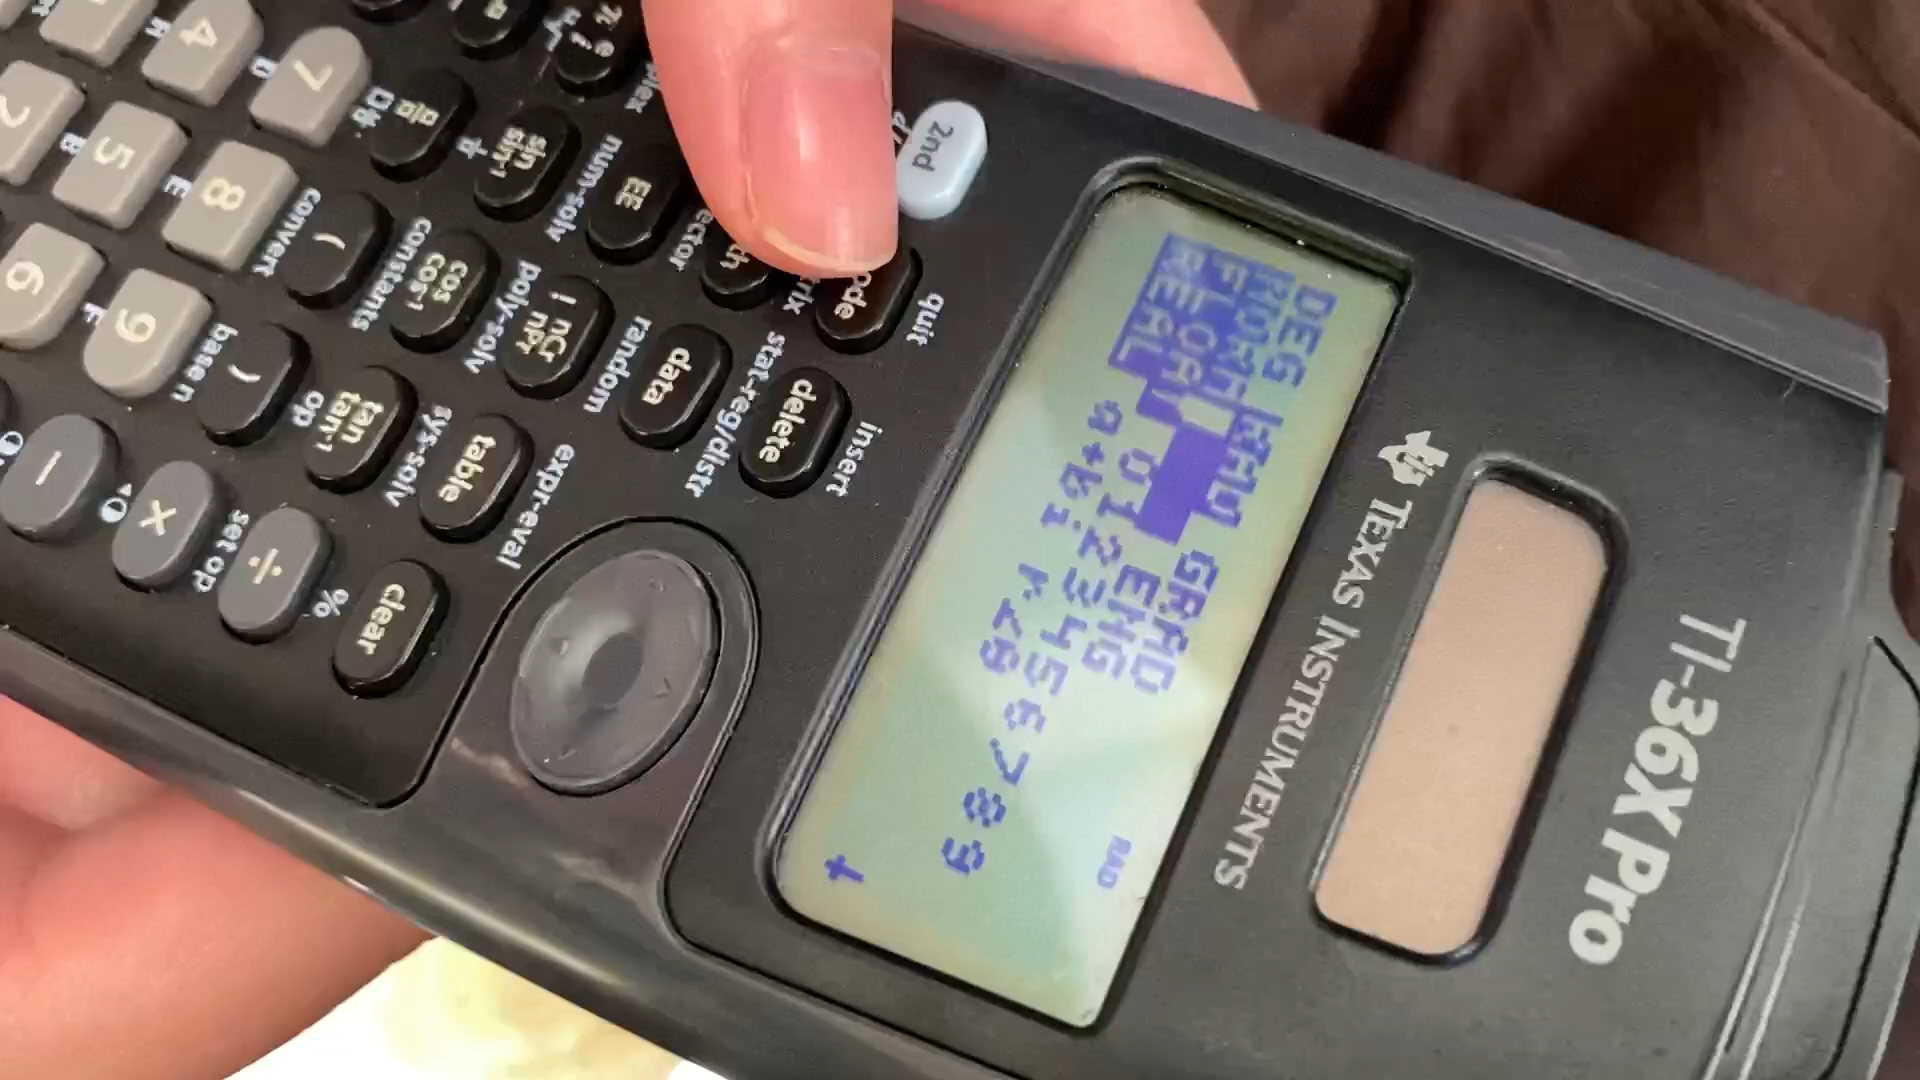 TI-36X Pro
TEXAS INSTRUMENTS
RAD
DEG RAD GRAD
NORM ENG
FLOAT 0 1 2 3 4 5 6 7 8 9
REAL a+bi r∠θ
2nd
quit
insert
delete
stat-reg/distr
data
random
! nCr nPr
poly-solv
EE
num-solv
expr-eval
table
sys-solv
cos cos-1
constants
sin sin-1
clear
tan tan-1
op
(
convert
%
÷
set op
)
base n
7
8
9
D
E
F
×
4
5
6
A
B
−
2